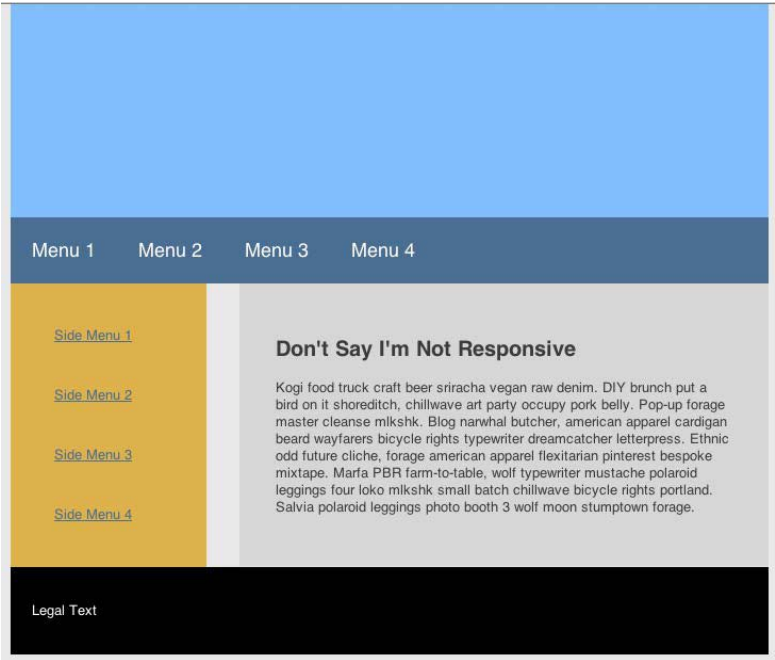 Menu 1 Menu 2 Menu 3 Menu 4
Side Menu 1
Side Menu 2
Side Menu 3
Side Menu 4
Don't Say I'm Not Responsive
Kogi food truck craft beer sriracha vegan raw denim. DIY brunch put a
bird on it shoreditch, chillwave art party occupy pork belly. Pop-up forage
master cleanse mlkshk. Blog narwhal butcher, american apparel cardigan
beard wayfarers bicycle rights typewriter dreamcatcher letterpress. Ethnic
odd future cliche, forage american apparel flexitarian pinterest bespoke
mixtape. Marfa PBR farm-to-table, wolf typewriter mustache polaroid
leggings four loko mlkshk small batch chillwave bicycle rights portland.
Salvia polaroid leggings photo booth 3 wolf moon stumptown forage.
Legal Text